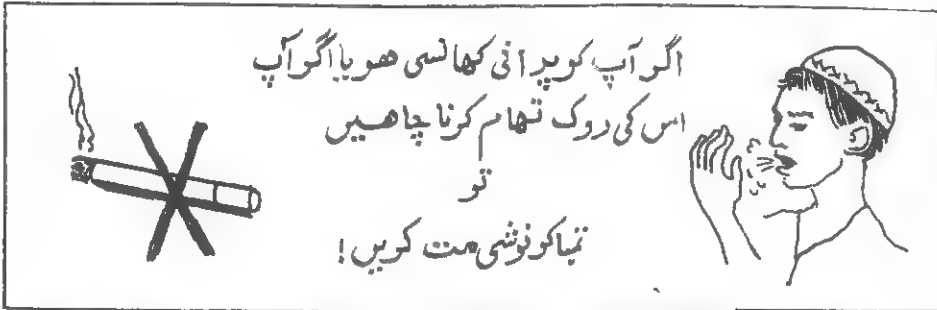 اگر آپ کو پرانی کھانسی ھو یا اگر آپ
اس کی روک تھام کرنا چاھیں
تو
تمباکو نوشی مت کریں!